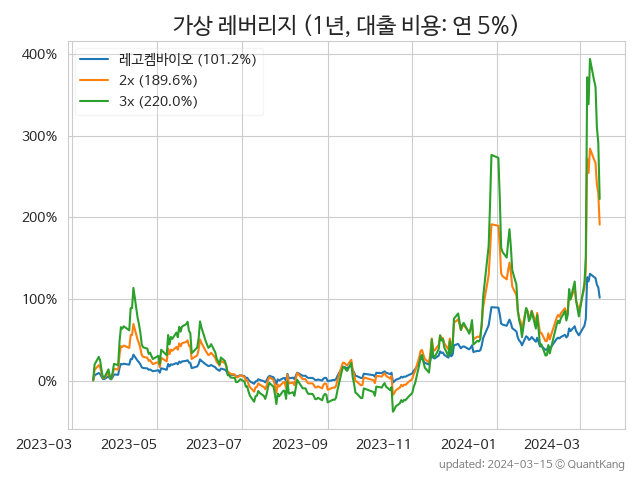 가상 레버리지 (1년, 대출 비용: 연 5%)
400%
300%
200%
100%
0%
레고켐바이오 (101.2%)
2x (189.6%)
3x (220.0%)
2023-03
2023-05
2023-07
2023-09
2023-11
2024-01
2024-03
updated: 2024-03-15 ⓒ QuantKang